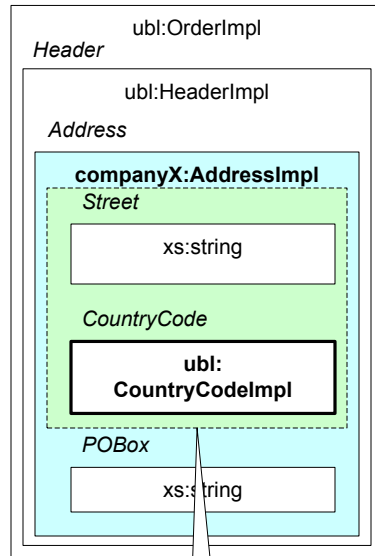 ubl:OrderImpl
Header
ubl:HeaderImpl
Address
companyX:AddressImpl
Street
xs:string
CountryCode
ubl:
CountryCodeImpl
POBox
xs:string